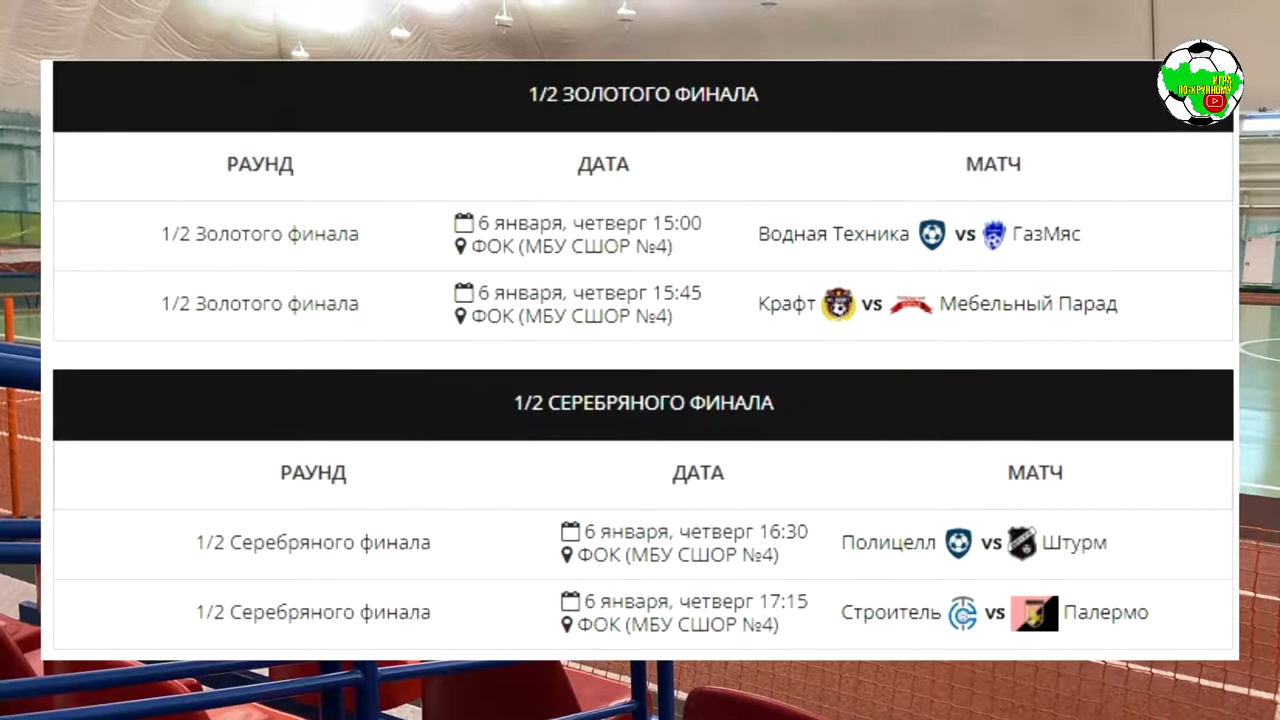 ИГРА
ПО-КРУПНОМУ
1/2 ЗОЛОТОГО ФИНАЛА
РАУНД ДАТА МАТЧ
1/2 Золотого финала 6 января, четверг 15:00 Водная Техника vs ГазМяс
ФОК (МБУ СШОР №4)
1/2 Золотого финала 6 января, четверг 15:45 Крафт vs Мебельный Парад
ФОК (МБУ СШОР №4)
1/2 СЕРЕБРЯНОГО ФИНАЛА
РАУНД ДАТА МАТЧ
1/2 Серебряного финала 6 января, четверг 16:30 Полицелл vs Штурм
ФОК (МБУ СШОР №4)
1/2 Серебряного финала 6 января, четверг 17:15 Строитель vs Палермо
ФОК (МБУ СШОР №4)